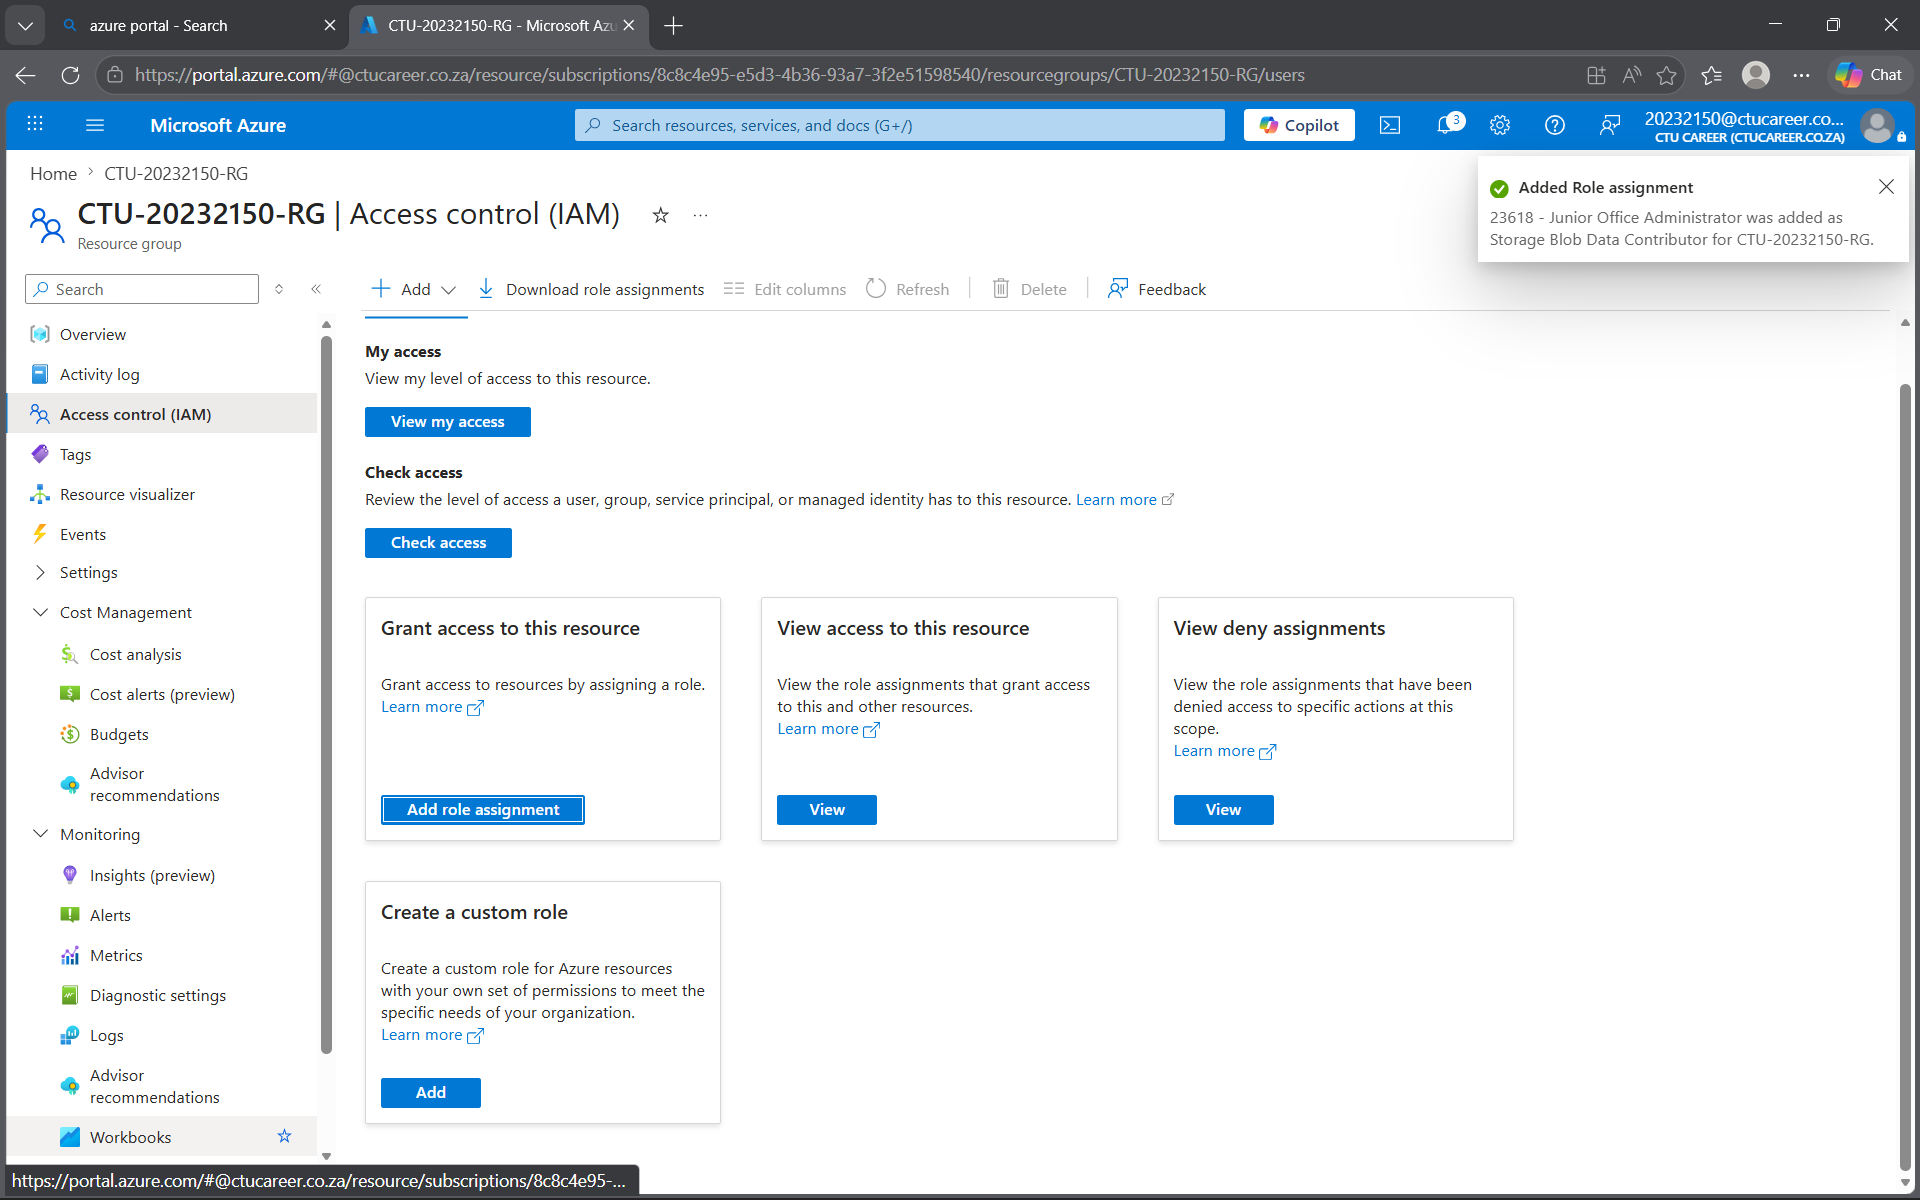 azure portal - Search
CTU-20232150-RG - Microsoft Azu
https://portal.azure.com/#@ctucareer.co.za/resource/subscriptions/8c8c4e95-e5d3-4b36-93a7-3f2e51598540/resourcegroups/CTU-20232150-RG/users
Chat
Microsoft Azure
Search resources, services, and docs (G+/)
Copilot
3
20232150@ctucareer.co...
CTU CAREER (CTUCAREER.CO.ZA)
Home > CTU-20232150-RG
CTU-20232150-RG | Access control (IAM)
Resource group
Added Role assignment
23618 - Junior Office Administrator was added as
Storage Blob Data Contributor for CTU-20232150-RG.
Search
Add
Download role assignments
Edit columns
Refresh
Delete
Feedback
Overview
Activity log
Access control (IAM)
Tags
Resource visualizer
Events
Settings
Cost Management
Cost analysis
Cost alerts (preview)
Budgets
Advisor
recommendations
Monitoring
Insights (preview)
Alerts
Metrics
Diagnostic settings
Logs
Advisor
recommendations
Workbooks
My access
View my level of access to this resource.
View my access
Check access
Review the level of access a user, group, service principal, or managed identity has to this resource. Learn more
Check access
Grant access to this resource
Grant access to resources by assigning a role.
Learn more
Add role assignment
View access to this resource
View the role assignments that grant access
to this and other resources.
Learn more
View
View deny assignments
View the role assignments that have been
denied access to specific actions at this
scope.
Learn more
View
Create a custom role
Create a custom role for Azure resources
with your own set of permissions to meet the
specific needs of your organization.
Learn more
Add
https://portal.azure.com/#@ctucareer.co.za/resource/subscriptions/8c8c4e95-...